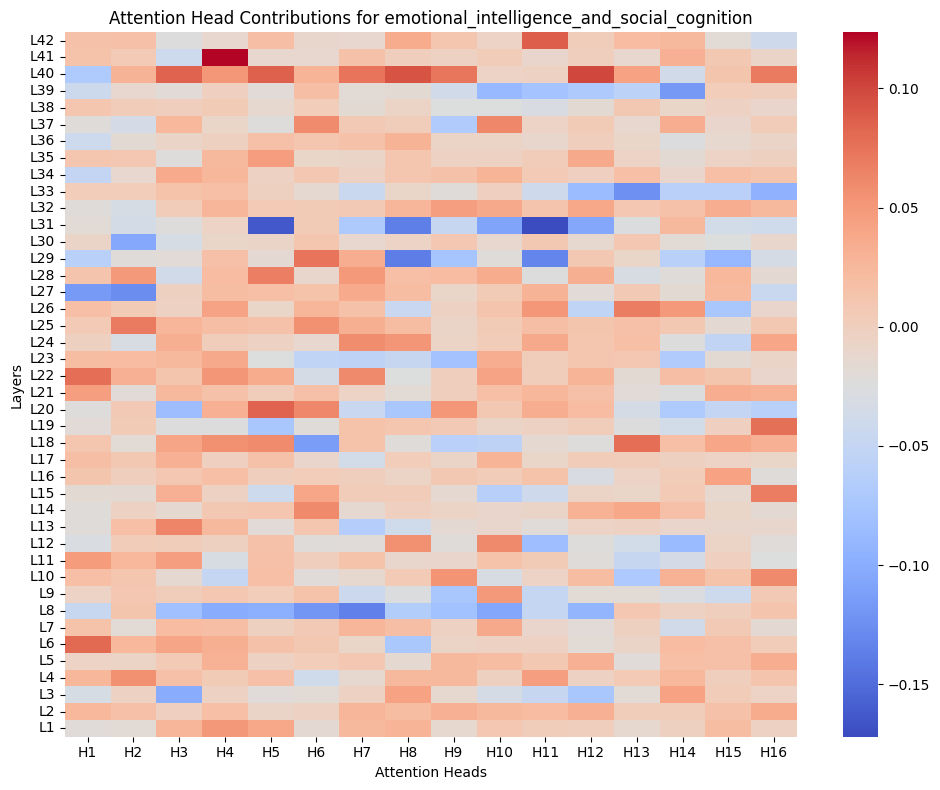 Attention Head Contributions for emotional_intelligence_and_social_cognition
Layers
L42
L41
L40
L39
L38
L37
L36
L35
L34
L33
L32
L31
L30
L29
L28
L27
L26
L25
L24
L23
L22
L21
L20
L19
L18
L17
L16
L15
L14
L13
L12
L11
L10
L9
L8
L7
L6
L5
L4
L3
L2
L1
H1 H2 H3 H4 H5 H6 H7 H8 H9 H10 H11 H12 H13 H14 H15 H16
Attention Heads
0.10
0.05
0.00
−0.05
−0.10
−0.15